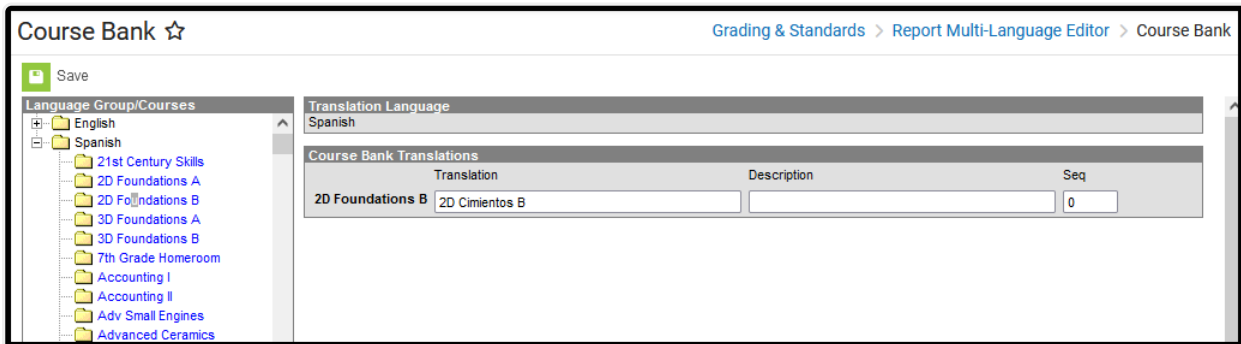 Course Bank
Grading & Standards > Report Multi-Language Editor > Course Bank
Save
Language Group/Courses
English
Spanish
21st Century Skills
2D Foundations A
2D Foundations B
3D Foundations A
3D Foundations B
7th Grade Homeroom
Accounting I
Accounting II
Adv Small Engines
Advanced Ceramics
Translation Language
Spanish
Course Bank Translations
Translation Description Seq
2D Foundations B 2D Cimientos B 0